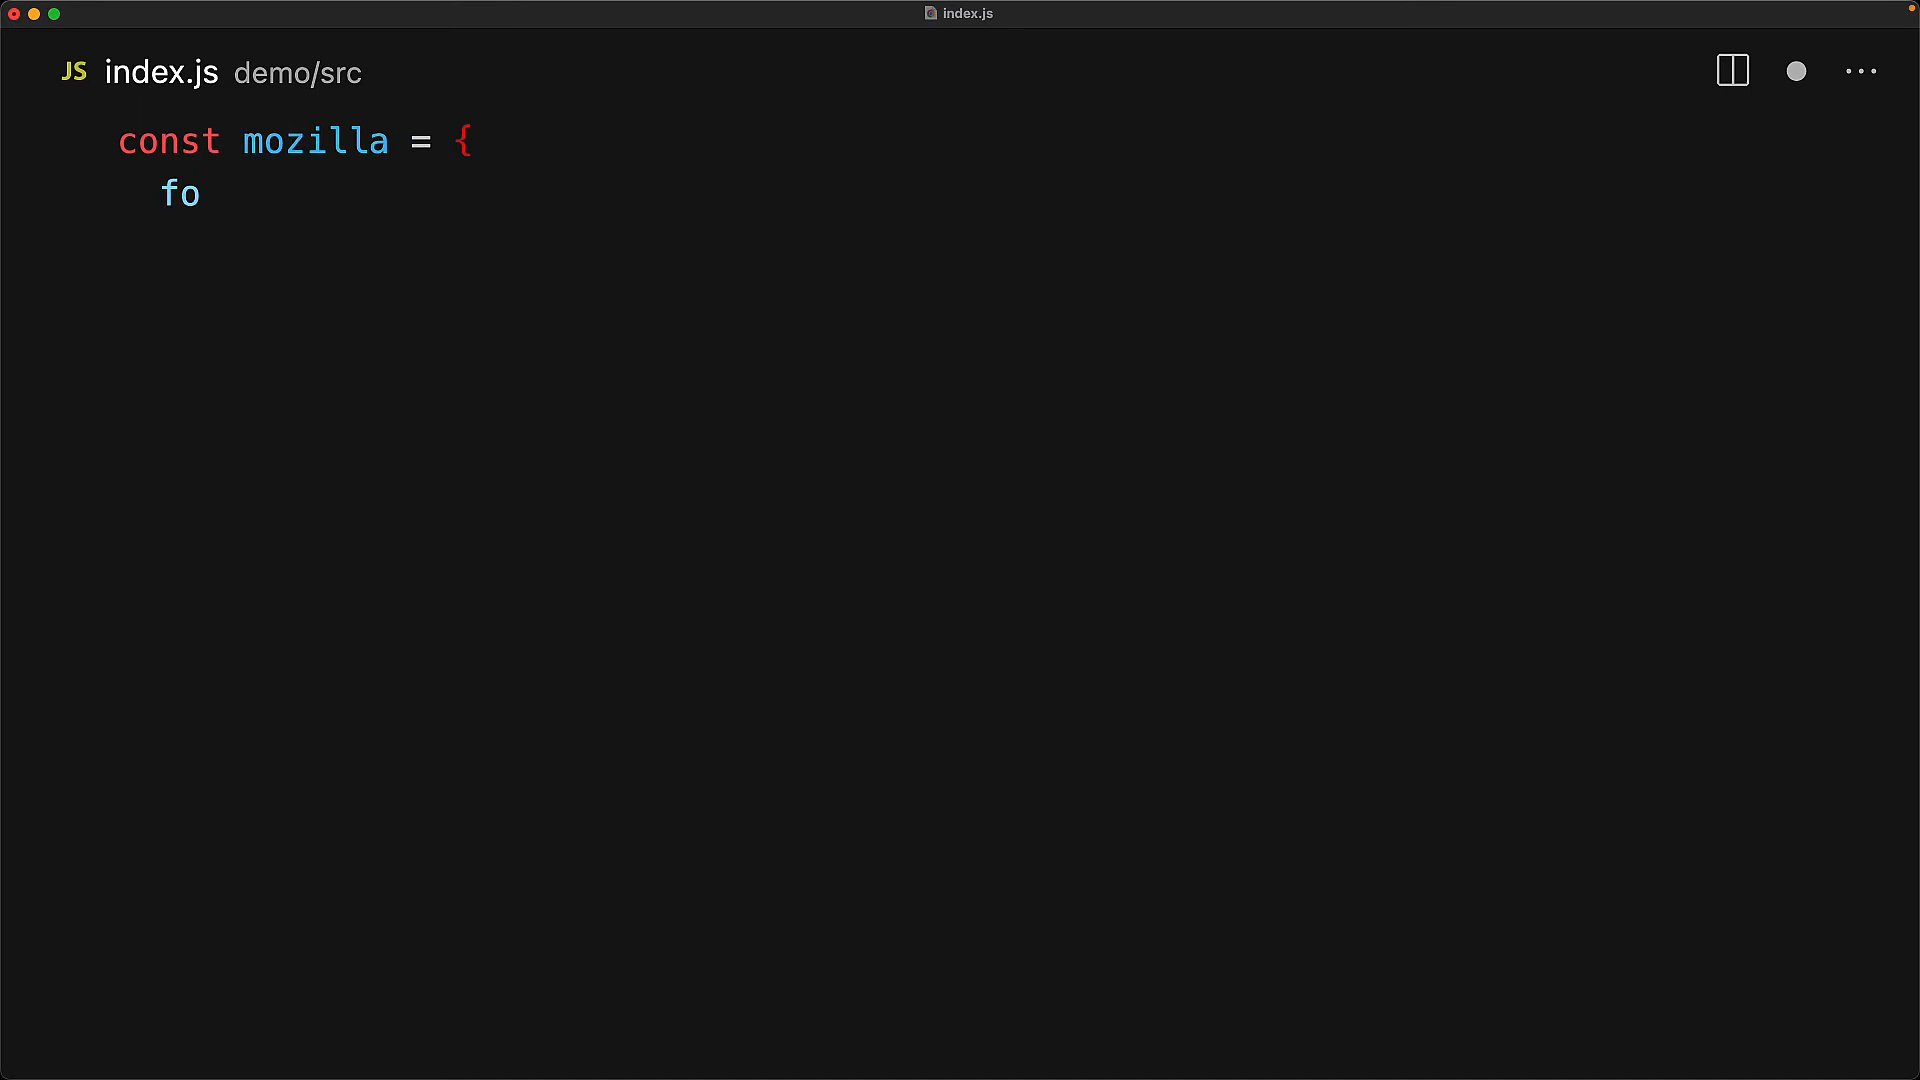 index.js
JS index.js demo/src
const mozilla = {
  fo